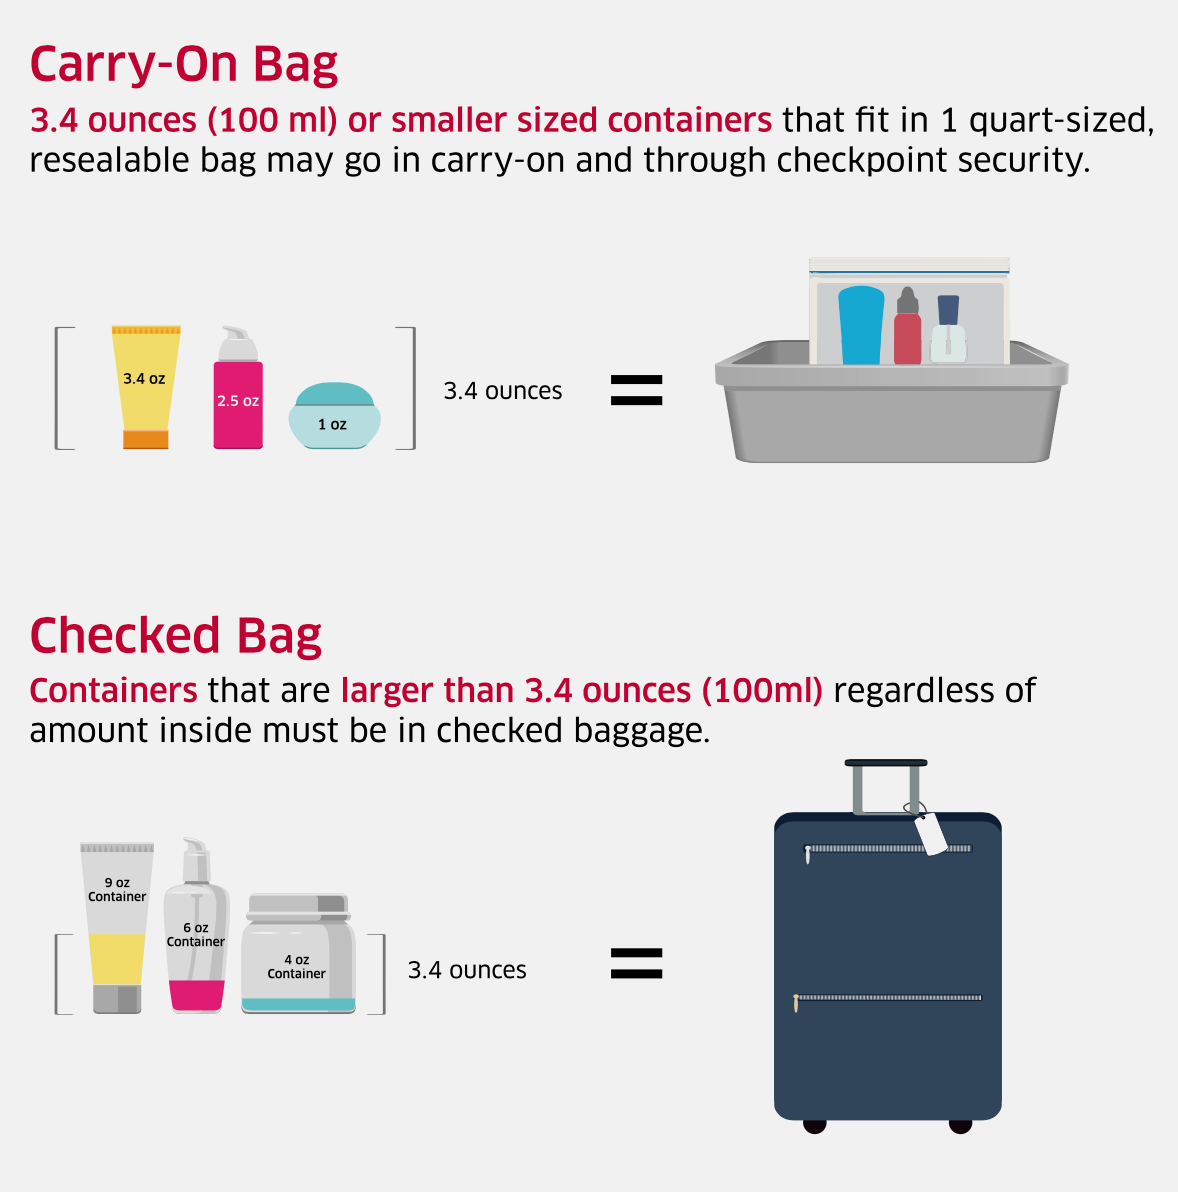 Carry-On Bag
3.4 ounces (100 ml) or smaller sized containers that fit in 1 quart-sized,
resealable bag may go in carry-on and through checkpoint security.
3.4 oz
2.5 oz
1 oz
3.4 ounces
=
Checked Bag
Containers that are larger than 3.4 ounces (100ml) regardless of
amount inside must be in checked baggage.
9 oz
Container
6 oz
Container
4 oz
Container
3.4 ounces
=